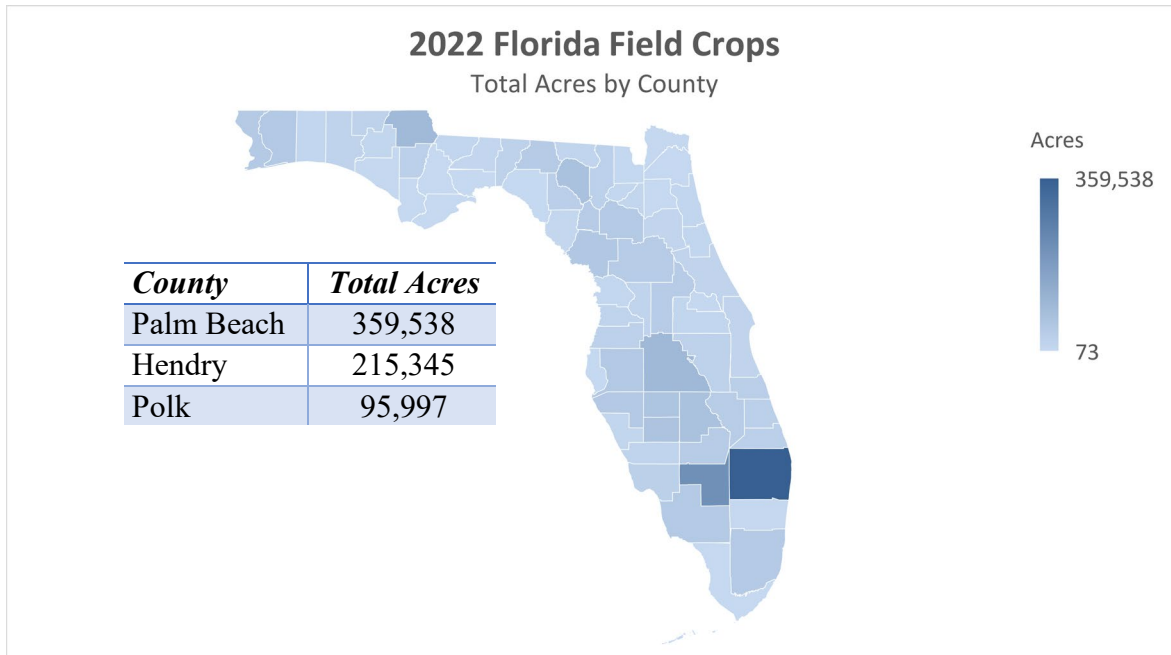 2022 Florida Field Crops
Total Acres by County
Acres
359,538
73
County Total Acres
Palm Beach 359,538
Hendry 215,345
Polk 95,997